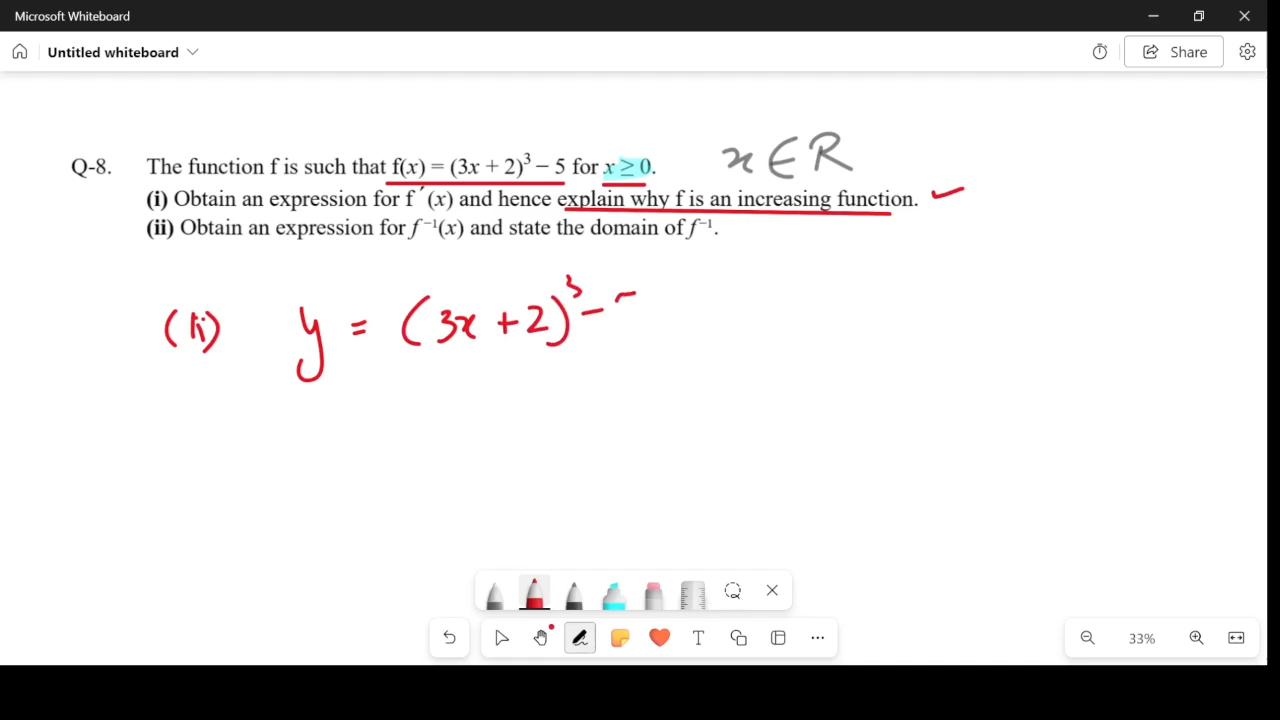 Microsoft Whiteboard
Untitled whiteboard
Share
Q-8. The function f is such that f(x) = (3x + 2)³ − 5 for x ≥ 0. x ∈ R
(i) Obtain an expression for f ′(x) and hence explain why f is an increasing function.
(ii) Obtain an expression for f ⁻¹(x) and state the domain of f ⁻¹.
(ii) y = (3x + 2)³ −
33%